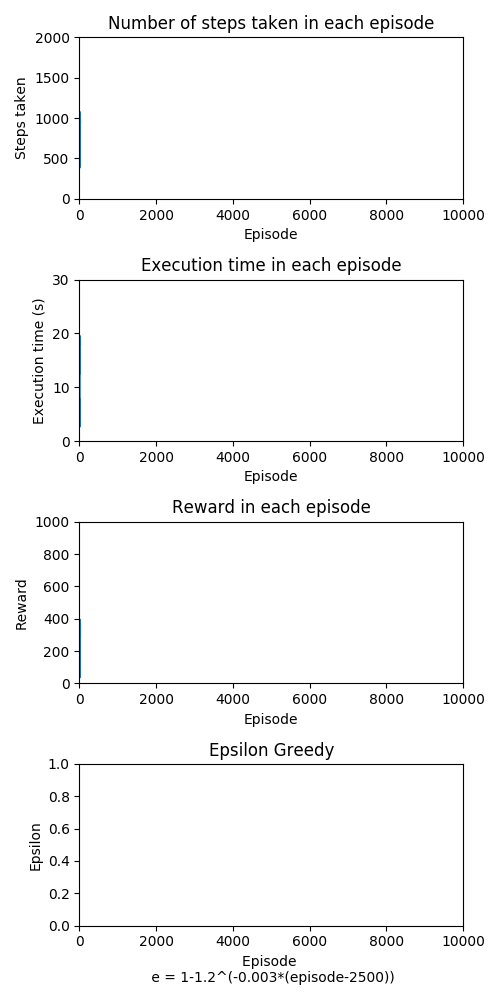 Number of steps taken in each episode
2000
1500
1000
500
0
Steps taken
0 2000 4000 6000 8000 10000
Episode
Execution time in each episode
30
20
10
0
Execution time (s)
0 2000 4000 6000 8000 10000
Episode
Reward in each episode
1000
800
600
400
200
0
Reward
0 2000 4000 6000 8000 10000
Episode
Epsilon Greedy
1.0
0.8
0.6
0.4
0.2
0.0
Epsilon
0 2000 4000 6000 8000 10000
Episode
e = 1-1.2^(-0.003*(episode-2500))